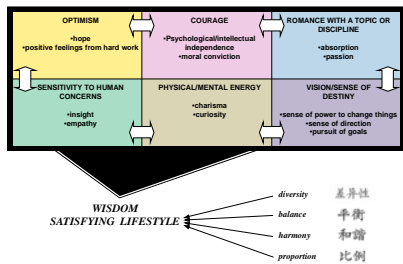 OPTIMISM
•hope
•positive feelings from hard work
COURAGE
•Psychological/intellectual
independence
•moral conviction
ROMANCE WITH A TOPIC OR
DISCIPLINE
•absorption
•passion
SENSITIVITY TO HUMAN
CONCERNS
•insight
•empathy
PHYSICAL/MENTAL ENERGY
•charisma
•curiosity
VISION/SENSE OF
DESTINY
•sense of power to change things
•sense of direction
•pursuit of goals
WISDOM
SATISFYING LIFESTYLE
diversity 差异性
balance 平衡
harmony 和諧
proportion 比例